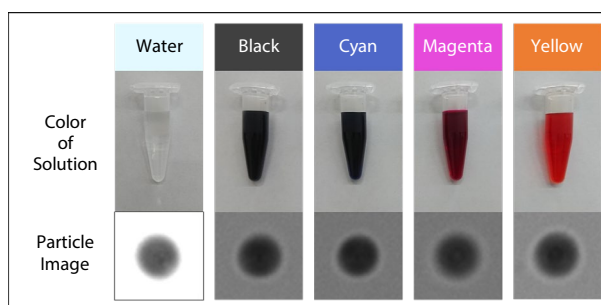 Water
Black
Cyan
Magenta
Yellow
Color
of
Solution
Particle
Image